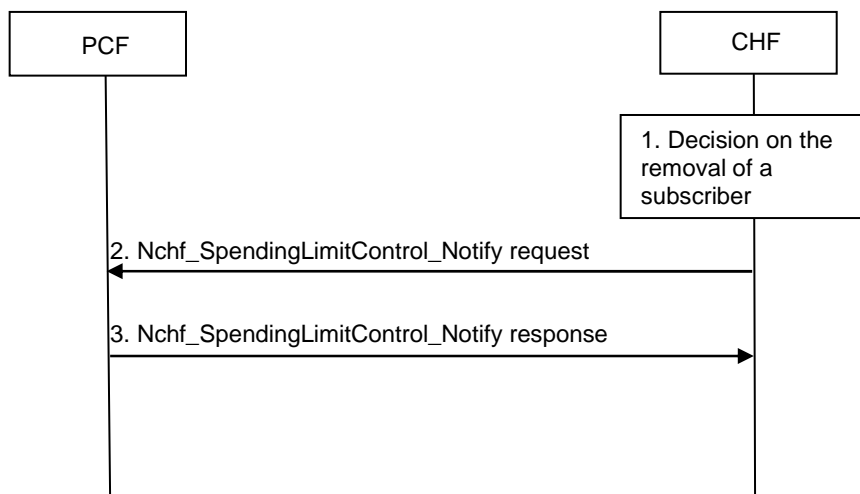 PCF
CHF
1. Decision on the
removal of a
subscriber
2. Nchf_SpendingLimitControl_Notify request
3. Nchf_SpendingLimitControl_Notify response